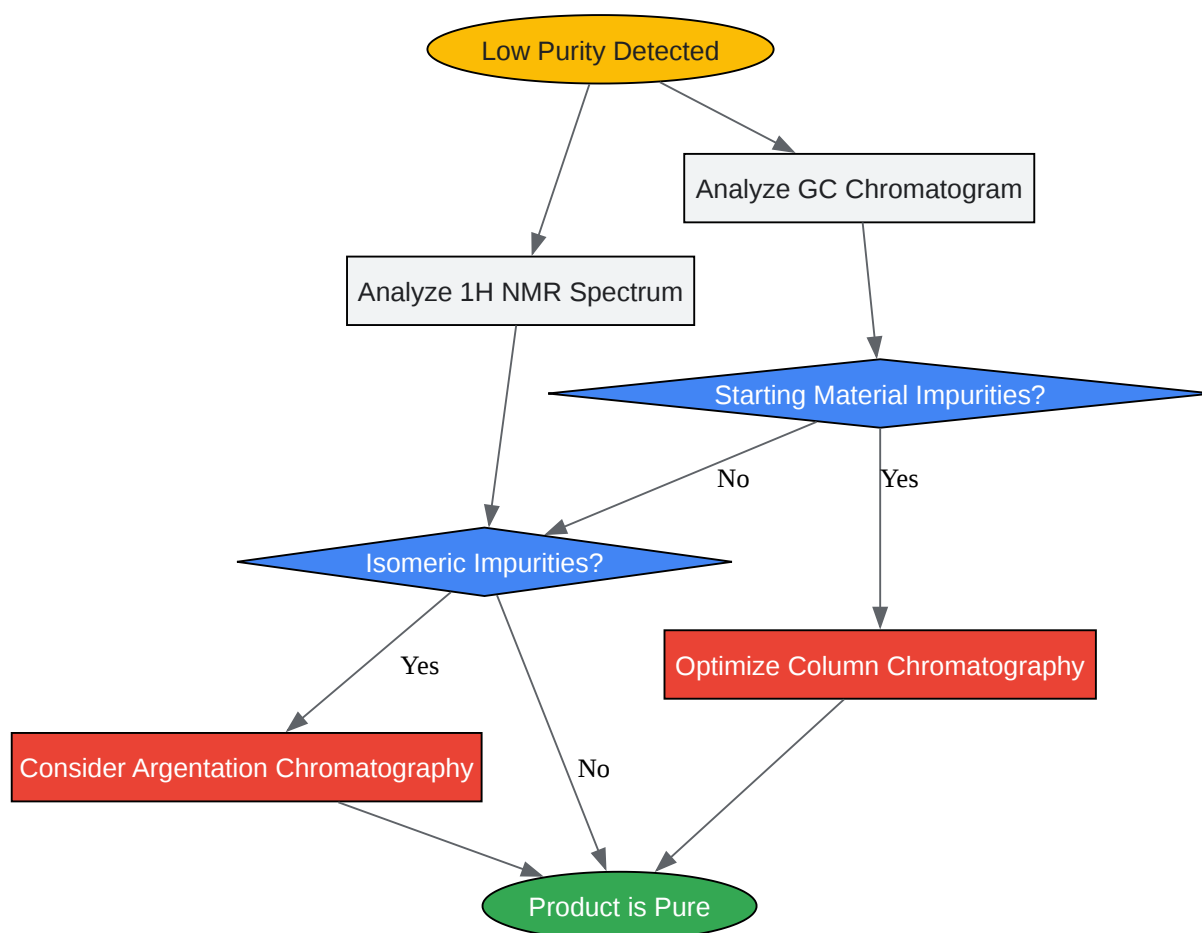 Low Purity Detected
Analyze GC Chromatogram
Analyze 1H NMR Spectrum
Starting Material Impurities?
No
Yes
Isomeric Impurities?
Yes
Optimize Column Chromatography
Consider Argentation Chromatography
No
Product is Pure